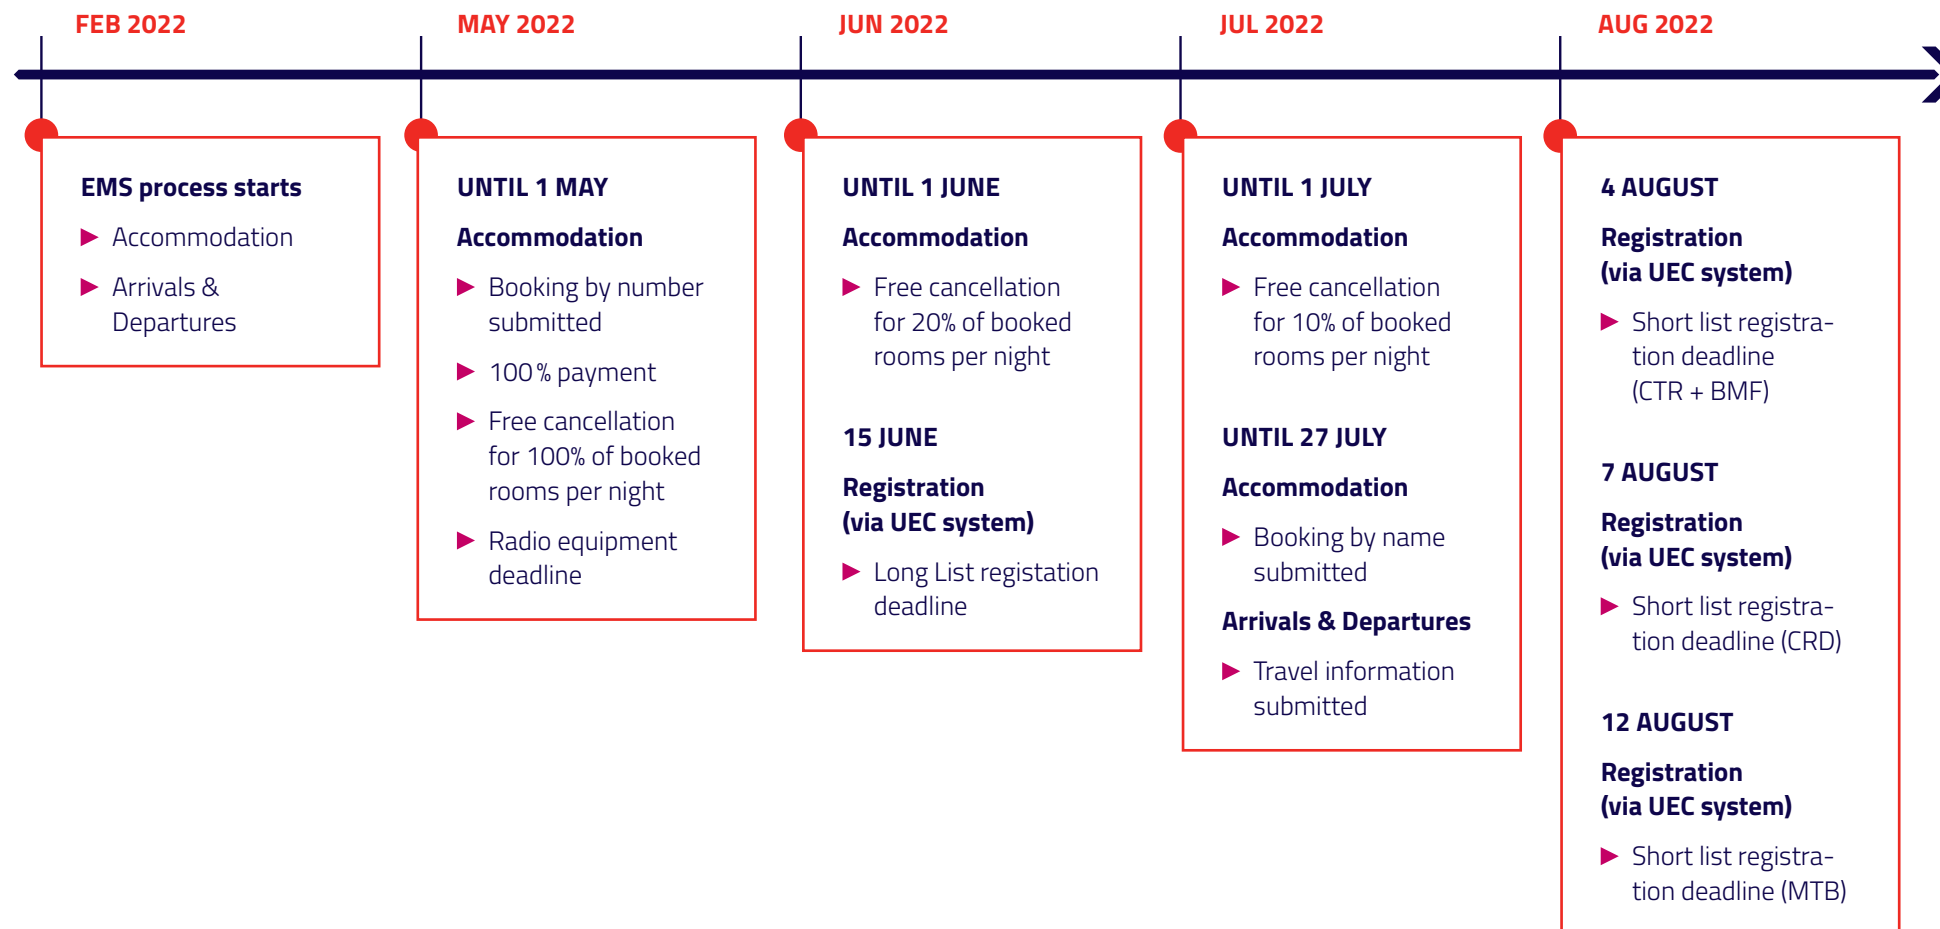 FEB 2022
MAY 2022
JUN 2022
JUL 2022
AUG 2022
EMS process starts
Accommodation
Arrivals &
Departures
UNTIL 1 MAY
Accommodation
Booking by number
submitted
100 % payment
Free cancellation
for 100% of booked
rooms per night
Radio equipment
deadline
UNTIL 1 JUNE
Accommodation
Free cancellation
for 20% of booked
rooms per night
15 JUNE
Registration
(via UEC system)
Long List registation
deadline
UNTIL 1 JULY
Accommodation
Free cancellation
for 10% of booked
rooms per night
UNTIL 27 JULY
Accommodation
Booking by name
submitted
Arrivals & Departures
Travel information
submitted
4 AUGUST
Registration
(via UEC system)
Short list registra-
tion deadline
(CTR + BMF)
7 AUGUST
Registration
(via UEC system)
Short list registra-
tion deadline (CRD)
12 AUGUST
Registration
(via UEC system)
Short list registra-
tion deadline (MTB)